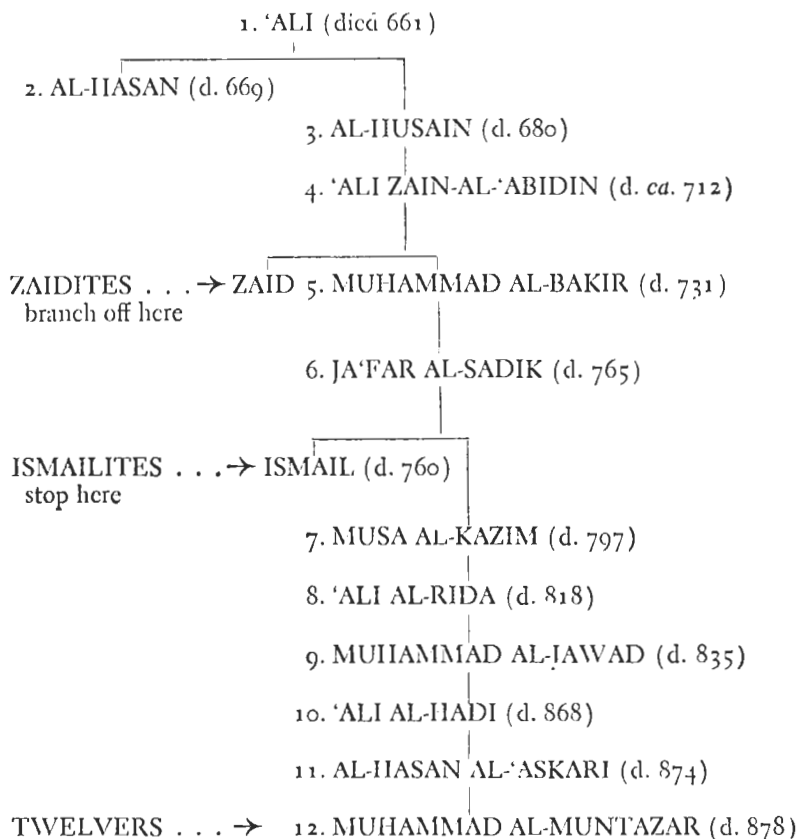 1. ‘ALI (died 661)
2. AL-HASAN (d. 669)
3. AL-HUSAIN (d. 680)
4. ‘ALI ZAIN-AL-‘ABIDIN (d. ca. 712)
ZAIDITES . . . → ZAID 5. MUHAMMAD AL-BAKIR (d. 731)
branch off here
6. JA‘FAR AL-SADIK (d. 765)
ISMAILITES . . . → ISMAIL (d. 760)
stop here
7. MUSA AL-KAZIM (d. 797)
8. ‘ALI AL-RIDA (d. 818)
9. MUHAMMAD AL-JAWAD (d. 835)
10. ‘ALI AL-HADI (d. 868)
11. AL-HASAN AL-‘ASKARI (d. 874)
TWELVERS . . . → 12. MUHAMMAD AL-MUNTAZAR (d. 878)